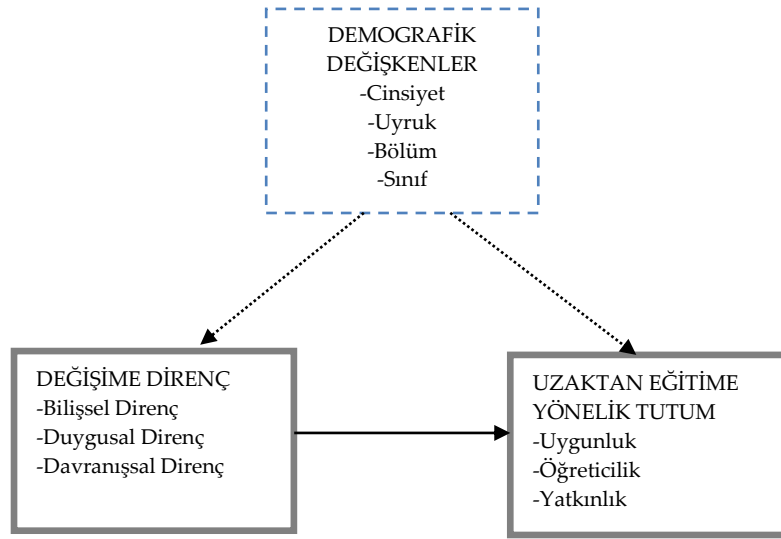 DEMOGRAFİK
DEĞİŞKENLER
-Cinsiyet
-Uyruk
-Bölüm
-Sınıf
DEĞİŞİME DİRENÇ
-Bilişsel Direnç
-Duygusal Direnç
-Davranışsal Direnç
UZAKTAN EĞİTİME
YÖNELİK TUTUM
-Uygunluk
-Öğreticilik
-Yatkınlık